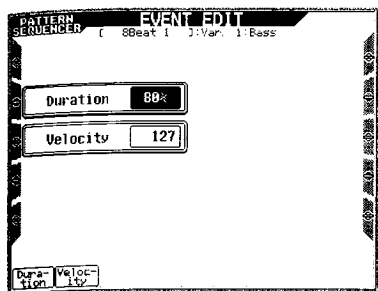 PATTERN SEQUENCER EVENT EDIT
[ 8Beat 1 ]:Var. 1:Bass
Duration 80%
Velocity 127
Dura-tion Veloc-ity